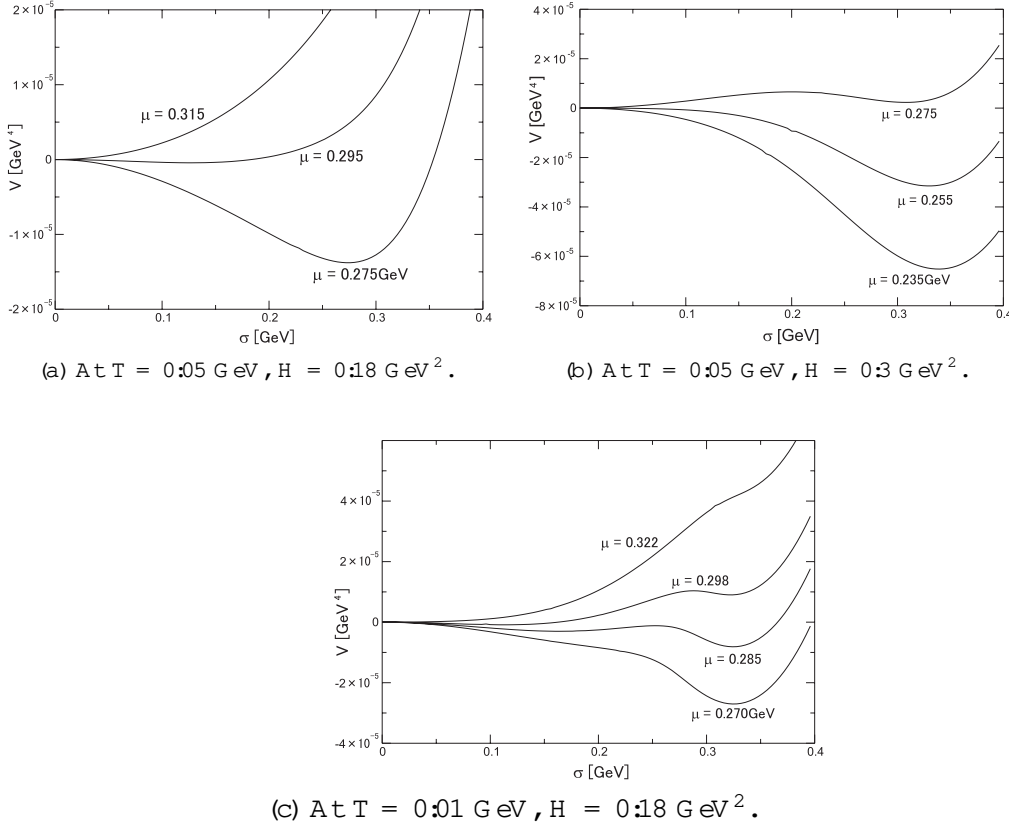 2×10⁻⁵
1×10⁻⁵
0
-1×10⁻⁵
-2×10⁻⁵
V [GeV⁴]
μ = 0.315
μ = 0.295
μ = 0.275GeV
0 0.1 0.2 0.3 0.4
σ [GeV]
(a) At T = 0:05 GeV, H = 0:18 GeV².
4×10⁻⁵
2×10⁻⁵
0
-2×10⁻⁵
-4×10⁻⁵
-6×10⁻⁵
-8×10⁻⁵
V [GeV⁴]
μ = 0.275
μ = 0.255
μ = 0.235GeV
0 0.1 0.2 0.3 0.4
σ [GeV]
(b) At T = 0:05 GeV, H = 0:3 GeV².
4×10⁻⁵
2×10⁻⁵
0
-2×10⁻⁵
-4×10⁻⁵
V [GeV⁴]
μ = 0.322
μ = 0.298
μ = 0.285
μ = 0.270GeV
0 0.1 0.2 0.3 0.4
σ [GeV]
(c) At T = 0:01 GeV, H = 0:18 GeV².